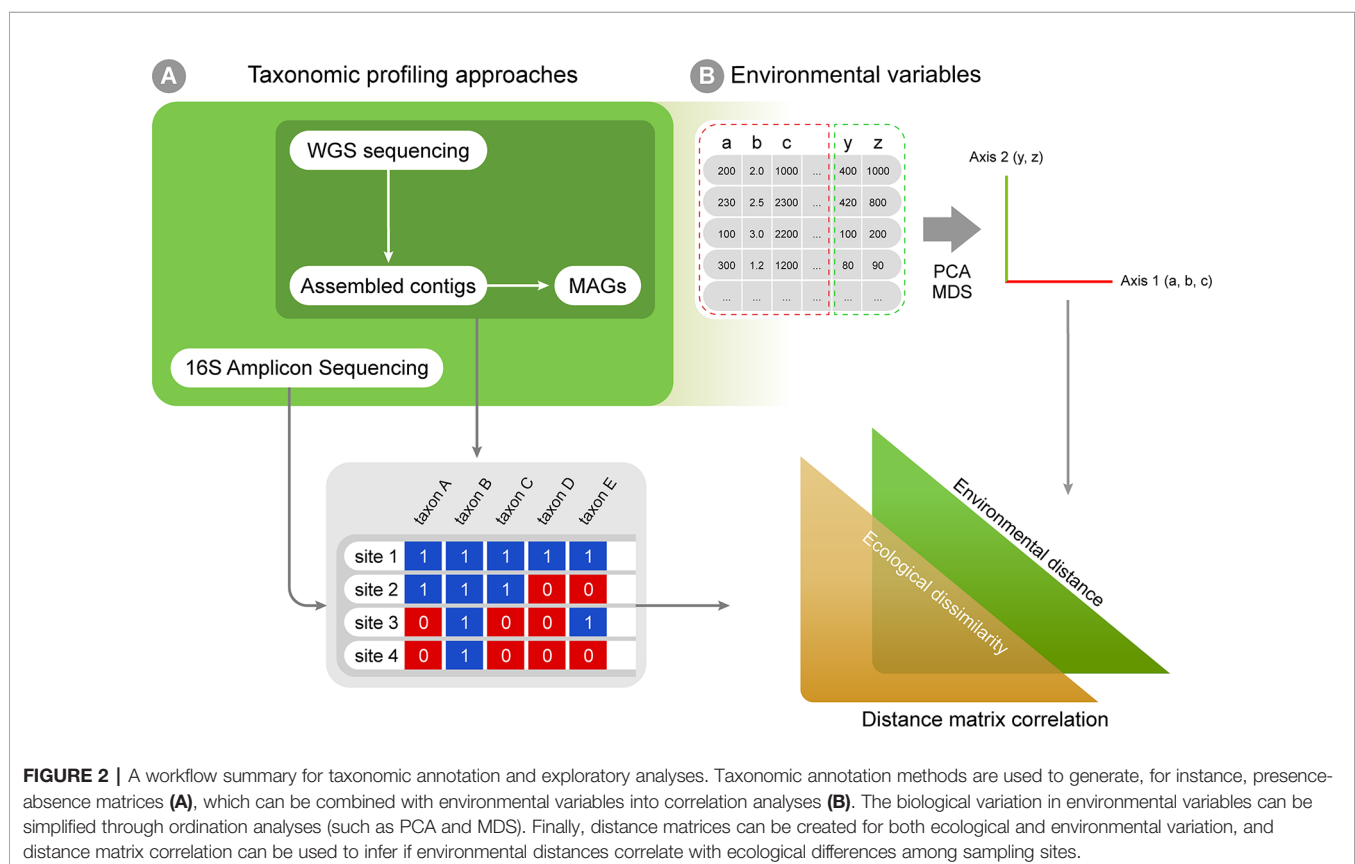 A Taxonomic profiling approaches
WGS sequencing
Assembled contigs
MAGs
16S Amplicon Sequencing
taxon A taxon B taxon C taxon D taxon E
site 1 1 1 1 1 1
site 2 1 1 1 0 0
site 3 0 1 0 0 1
site 4 0 1 0 0 0
B Environmental variables
a b c y z
200 2.0 1000 ... 400 1000
230 2.5 2300 ... 420 800
100 3.0 2200 ... 100 200
300 1.2 1200 ... 80 90
... ... ... ... ... ...
PCA
MDS
Axis 2 (y, z)
Axis 1 (a, b, c)
Environmental distance
Ecological dissimilarity
Distance matrix correlation
FIGURE 2 | A workflow summary for taxonomic annotation and exploratory analyses. Taxonomic annotation methods are used to generate, for instance, presence-
absence matrices (A), which can be combined with environmental variables into correlation analyses (B). The biological variation in environmental variables can be
simplified through ordination analyses (such as PCA and MDS). Finally, distance matrices can be created for both ecological and environmental variation, and
distance matrix correlation can be used to infer if environmental distances correlate with ecological differences among sampling sites.